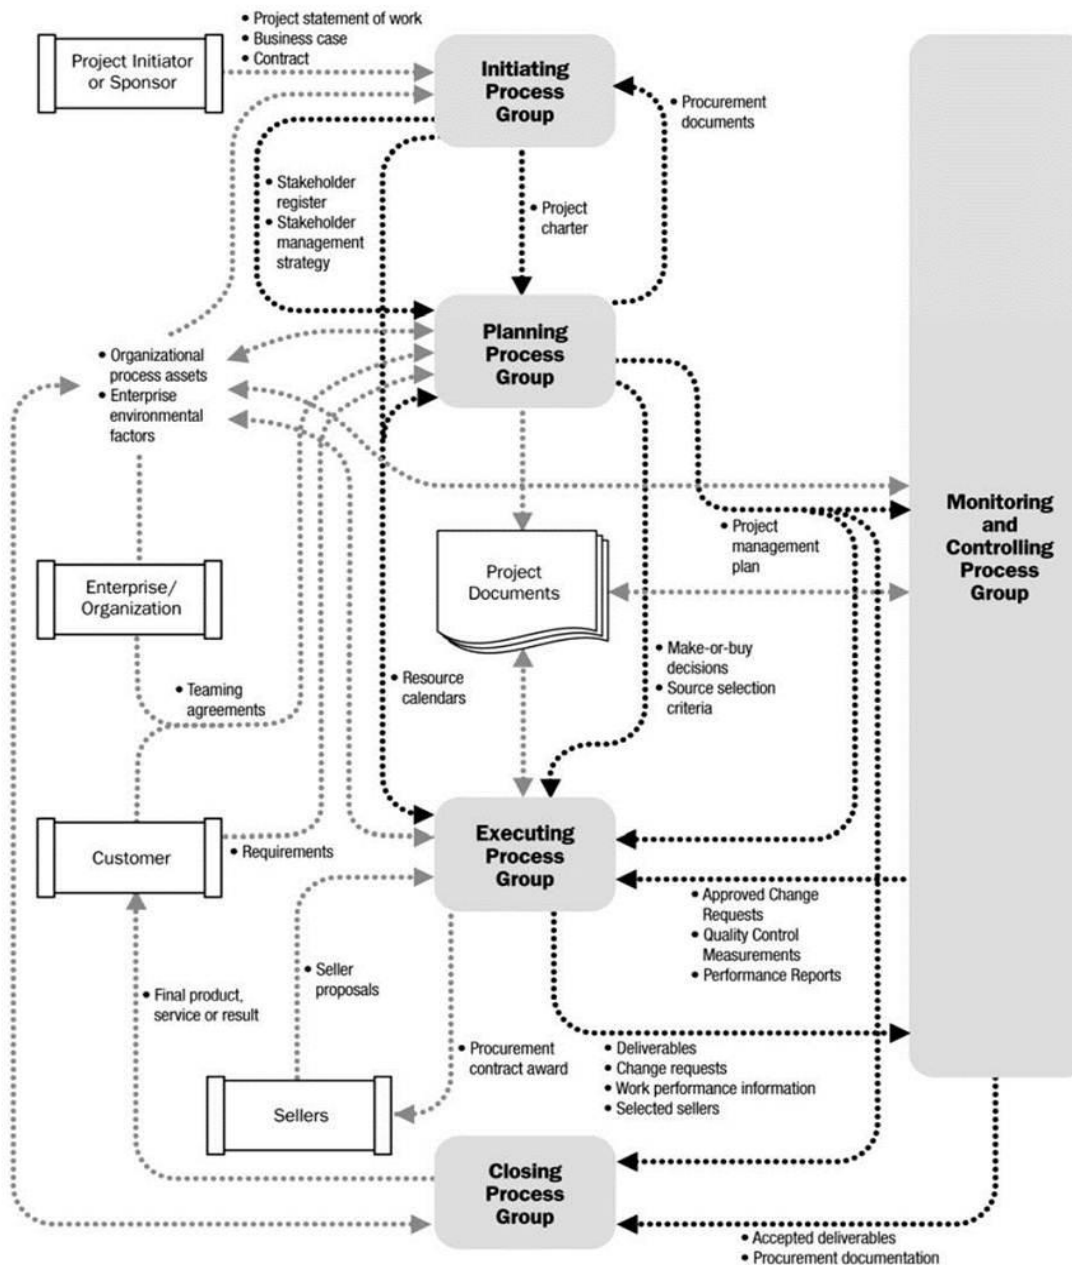 • Project statement of work
• Business case
• Contract
Project Initiator
or Sponsor
Initiating
Process
Group
• Procurement
documents
• Stakeholder
register
• Stakeholder
management
strategy
• Project
charter
Planning
Process
Group
• Organizational
process assets
• Enterprise
environmental
factors
Monitoring
and
Controlling
Process
Group
• Project
management
plan
Project
Documents
Enterprise/
Organization
• Make-or-buy
decisions
• Source selection
criteria
• Resource
calendars
• Teaming
agreements
Executing
Process
Group
Customer
• Requirements
• Approved Change
Requests
• Quality Control
Measurements
• Performance Reports
• Seller
proposals
• Final product,
service or result
• Procurement
contract award
• Deliverables
• Change requests
• Work performance information
• Selected sellers
Sellers
Closing
Process
Group
• Accepted deliverables
• Procurement documentation